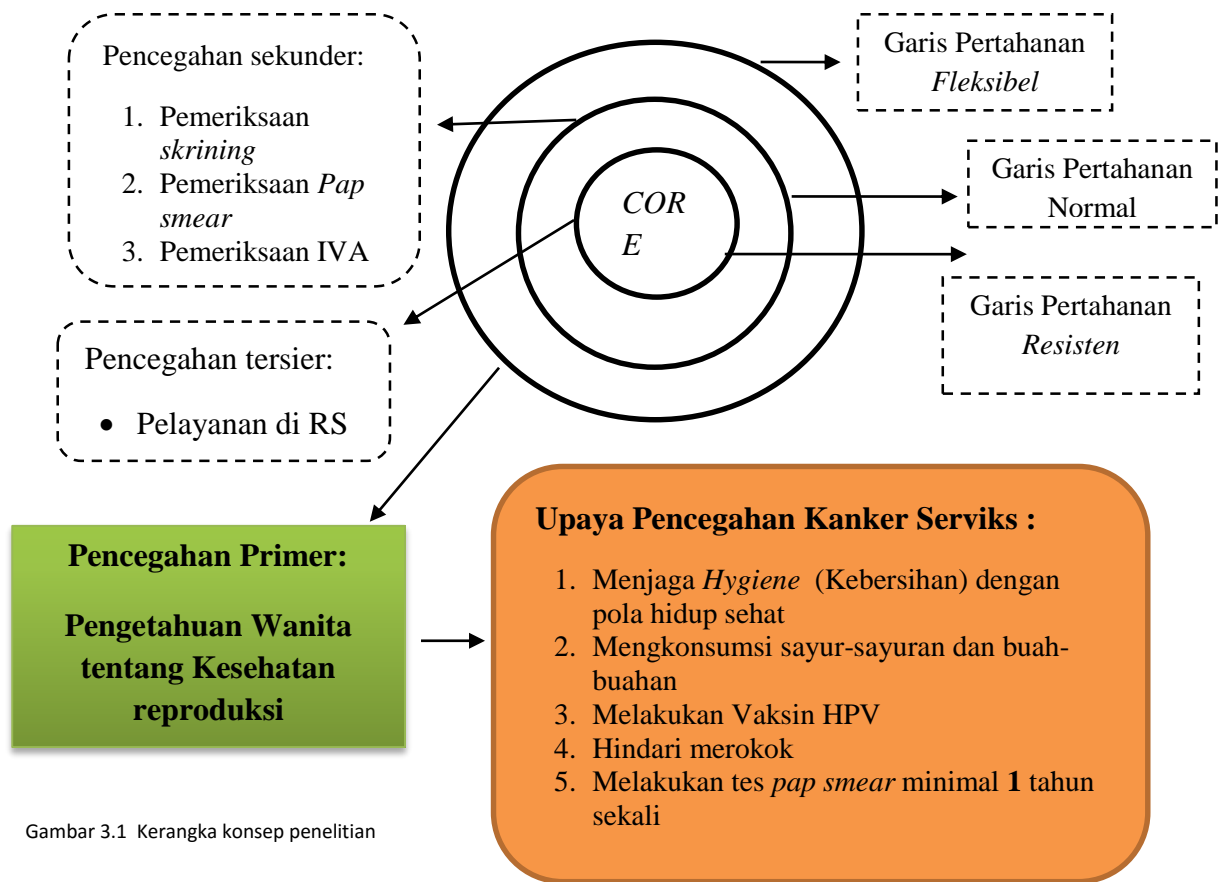 Pencegahan sekunder:
1. Pemeriksaan
skrining
2. Pemeriksaan Pap
smear
3. Pemeriksaan IVA
COR
E
Garis Pertahanan
Fleksibel
Garis Pertahanan
Normal
Garis Pertahanan
Resisten
Pencegahan tersier:
• Pelayanan di RS
Pencegahan Primer:
Pengetahuan Wanita
tentang Kesehatan
reproduksi
Upaya Pencegahan Kanker Serviks :
1. Menjaga Hygiene (Kebersihan) dengan
pola hidup sehat
2. Mengkonsumsi sayur-sayuran dan buah-
buahan
3. Melakukan Vaksin HPV
4. Hindari merokok
5. Melakukan tes pap smear minimal 1 tahun
sekali
Gambar 3.1 Kerangka konsep penelitian